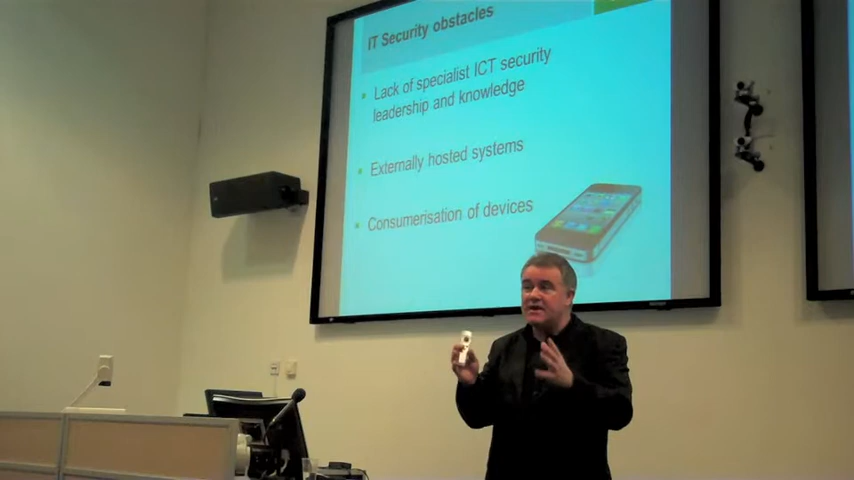 IT Security obstacles
Lack of specialist ICT security
leadership and knowledge
Externally hosted systems
Consumerisation of devices